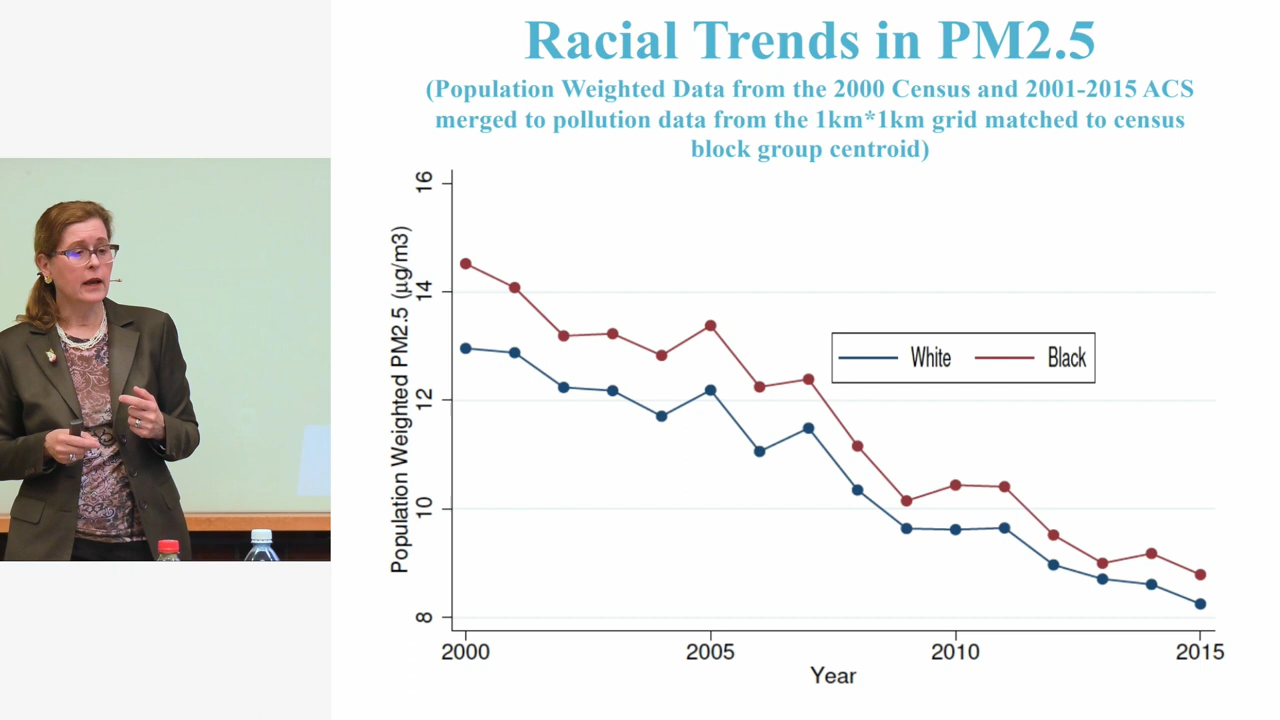 Racial Trends in PM2.5
(Population Weighted Data from the 2000 Census and 2001-2015 ACS
merged to pollution data from the 1km*1km grid matched to census
block group centroid)
Population Weighted PM2.5 (µg/m3)
16
14
12
10
8
White Black
2000 2005 2010 2015
Year